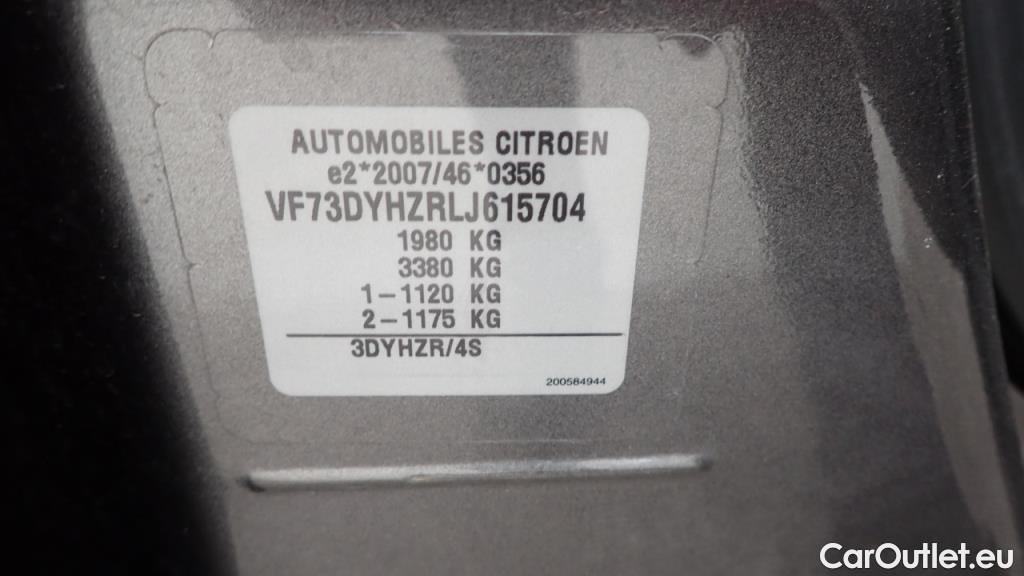 AUTOMOBILES CITROEN
e2*2007/46*0356
VF73DYHZRLJ615704
1980 KG
3380 KG
1-1120 KG
2-1175 KG
3DYHZR/4S
200584944
CarOutlet.eu